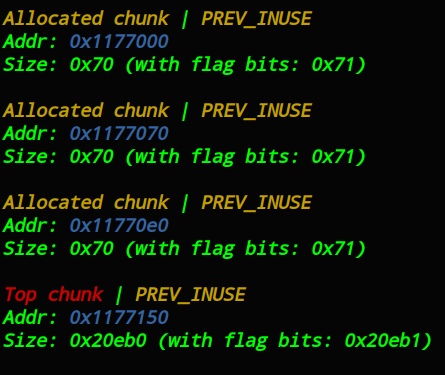 Allocated chunk | PREV_INUSE
Addr: 0x1177000
Size: 0x70 (with flag bits: 0x71)
Allocated chunk | PREV_INUSE
Addr: 0x1177070
Size: 0x70 (with flag bits: 0x71)
Allocated chunk | PREV_INUSE
Addr: 0x11770e0
Size: 0x70 (with flag bits: 0x71)
Top chunk | PREV_INUSE
Addr: 0x1177150
Size: 0x20eb0 (with flag bits: 0x20eb1)